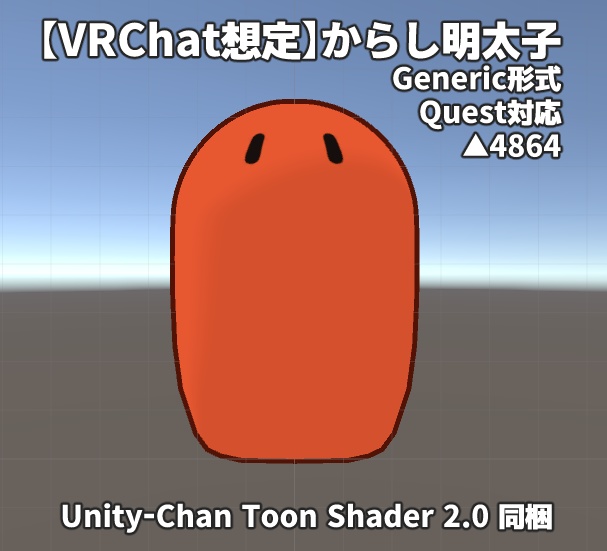 【VRChat想定】からし明太子
Generic形式
Quest対応
▲4864
Unity-Chan Toon Shader 2.0 同梱